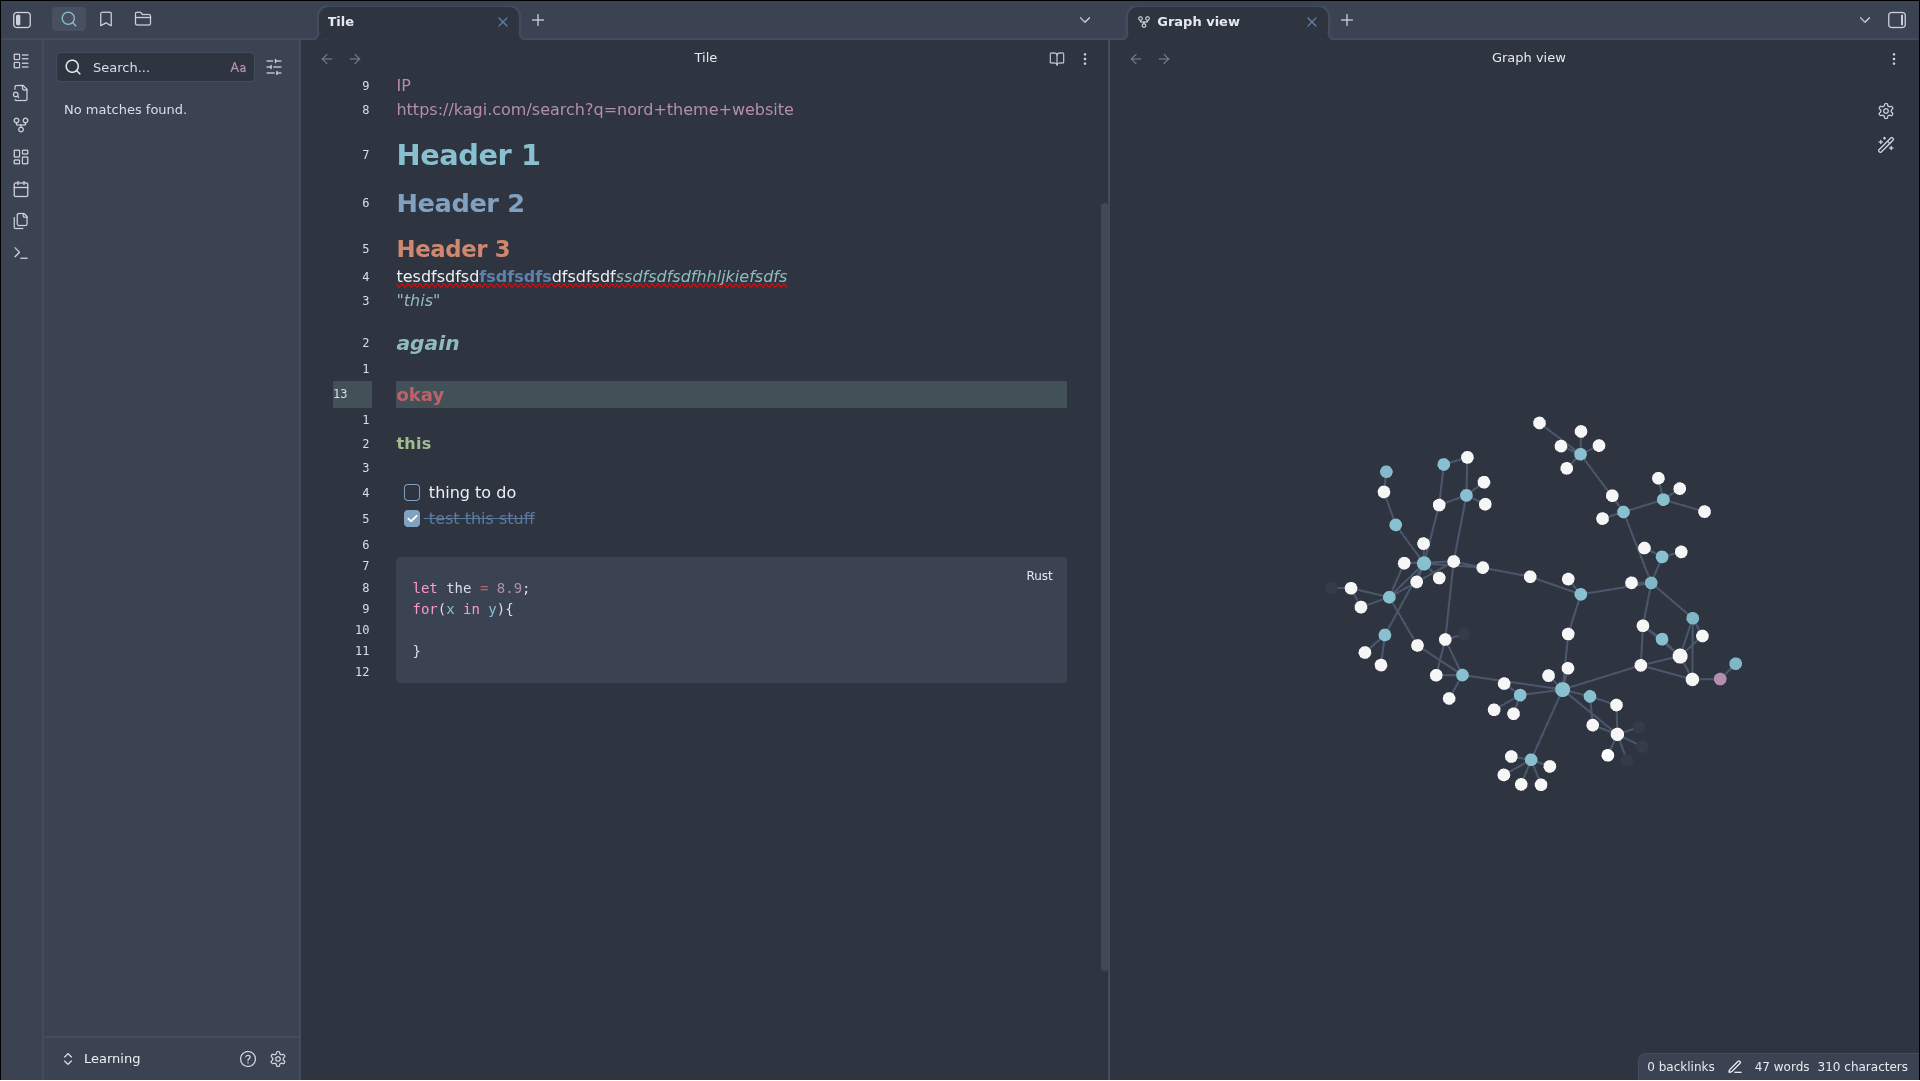 Tile
Graph view
Search...
Aa
No matches found.
Tile
9 IP
8 https://kagi.com/search?q=nord+theme+website
7 Header 1
6 Header 2
5 Header 3
4 tesdfsdfsdfsdfsdfsdfsdfsdfssdfsdfsdfhhljkiefsdfs
3 "this"
2 again
1
13 okay
1
2 this
3
4 thing to do
5 test this stuff
6
7
Rust
8 let the = 8.9;
9 for(x in y){
10
11 }
12
Graph view
Learning
0 backlinks 47 words 310 characters